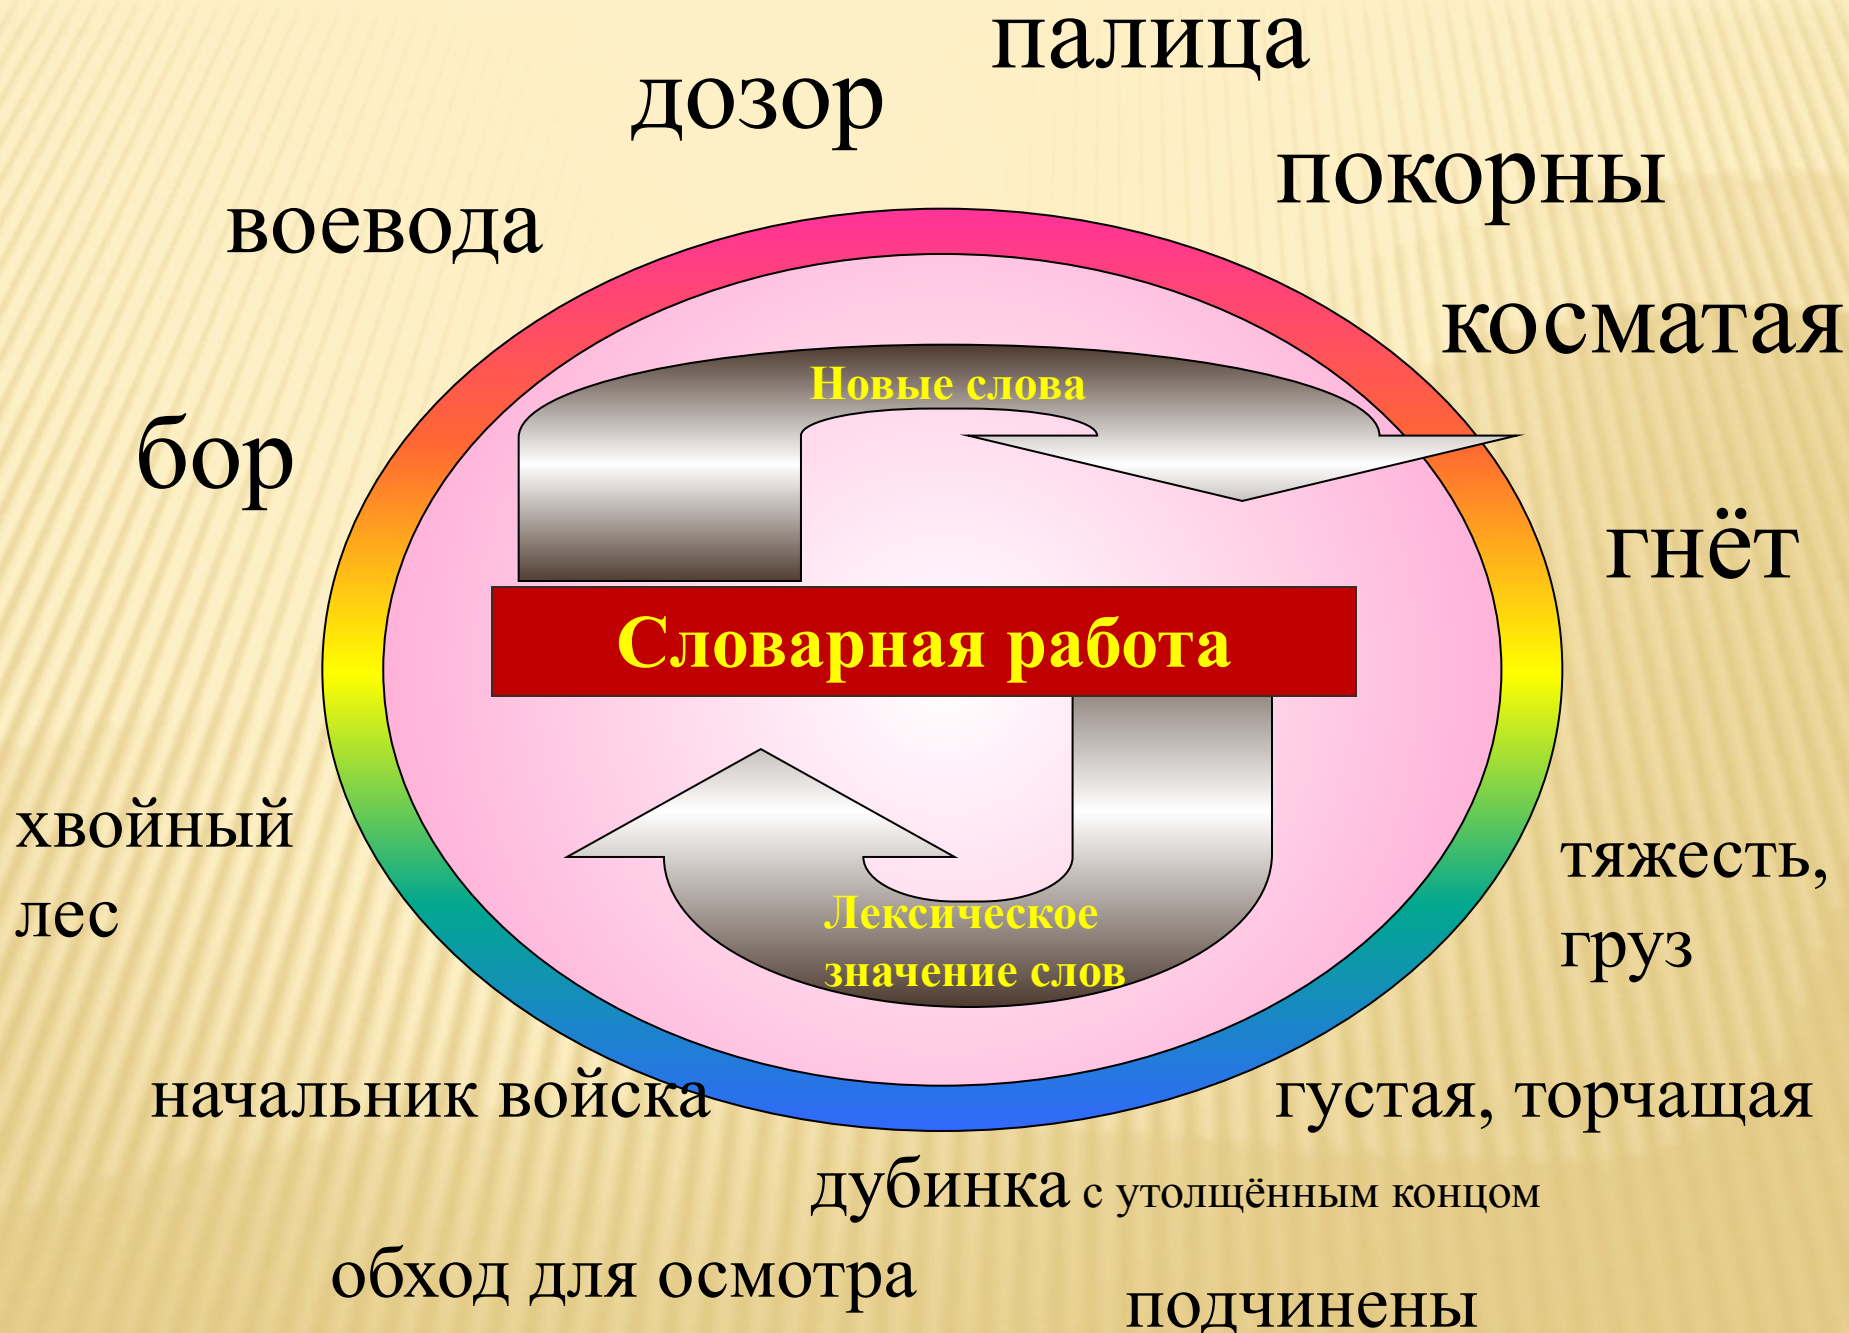 палица
дозор
покорны
воевода
косматая
Новые слова
бор
гнёт
Словарная работа
хвойный
лес
тяжесть,
груз
Лексическое
значение слов
начальник войска
густая, торчащая
дубинка с утолщённым концом
обход для осмотра
подчинены